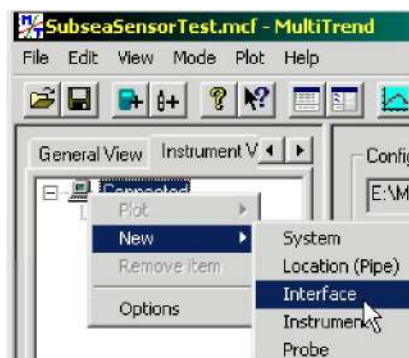 SubseaSensorTest.mcf - MultiTrend
File Edit View Mode Plot Help
General View Instrument V
Config
Connected
E:\M
Plot
New
Remove Item
Options
System
Location (Pipe)
Interface
Instrument
Probe